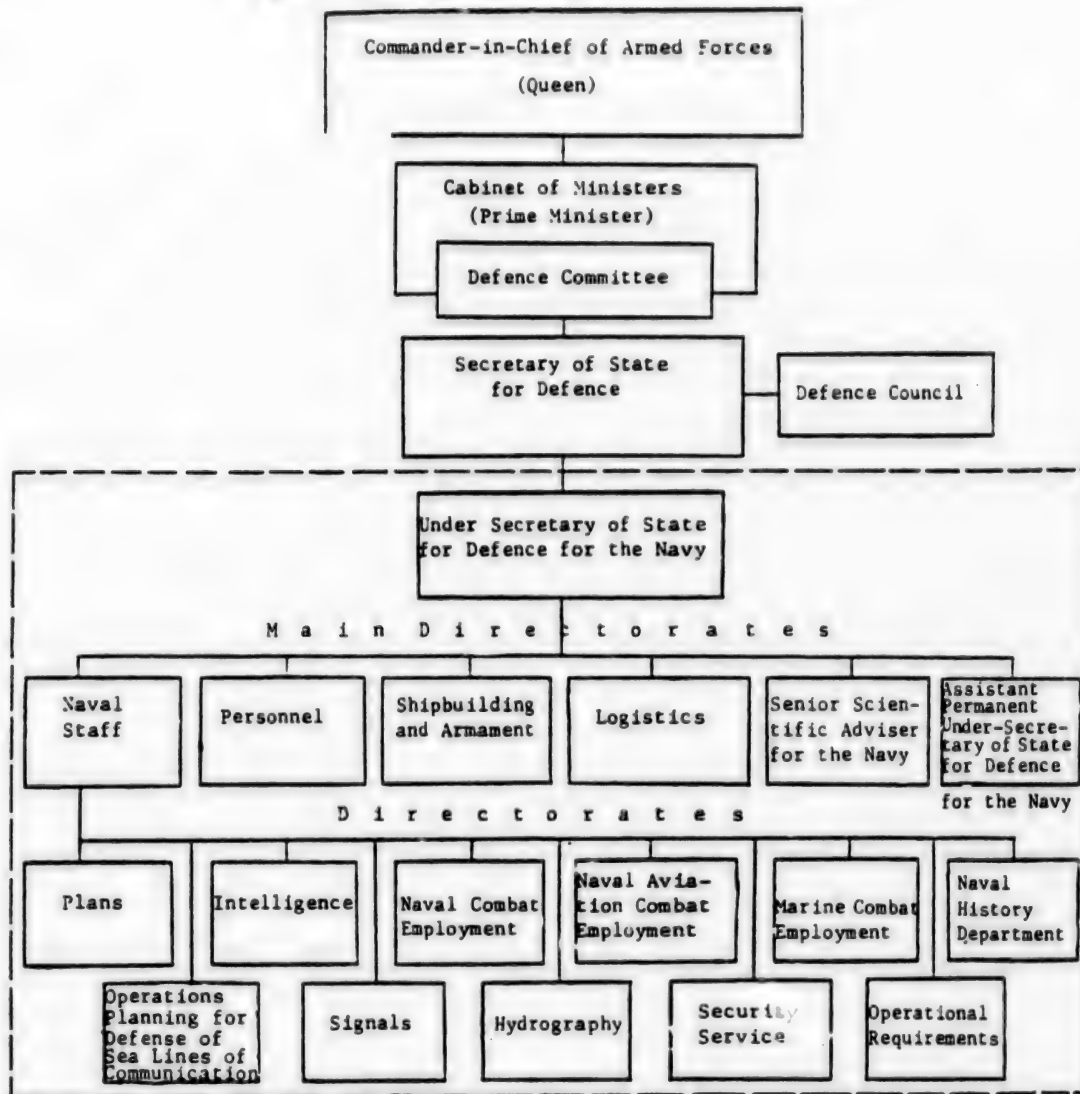 Commander-in-Chief of Armed Forces
(Queen)
Cabinet of Ministers
(Prime Minister)
Defence Committee
Secretary of State
for Defence
Defence Council
Under Secretary of State
for Defence for the Navy
Main Directorates
Naval
Staff
Personnel
Shipbuilding
and Armament
Logistics
Senior Scien-
tific Adviser
for the Navy
Assistant
Permanent
Under-Secre-
tary of State
for Defence
for the Navy
Directorates
Plans
Intelligence
Naval Combat
Employment
Naval Avia-
tion Combat
Employment
Marine Combat
Employment
Naval
History
Department
Operations
Planning for
Defense of
Sea Lines of
Communication
Signals
Hydrography
Security
Service
Operational
Requirements